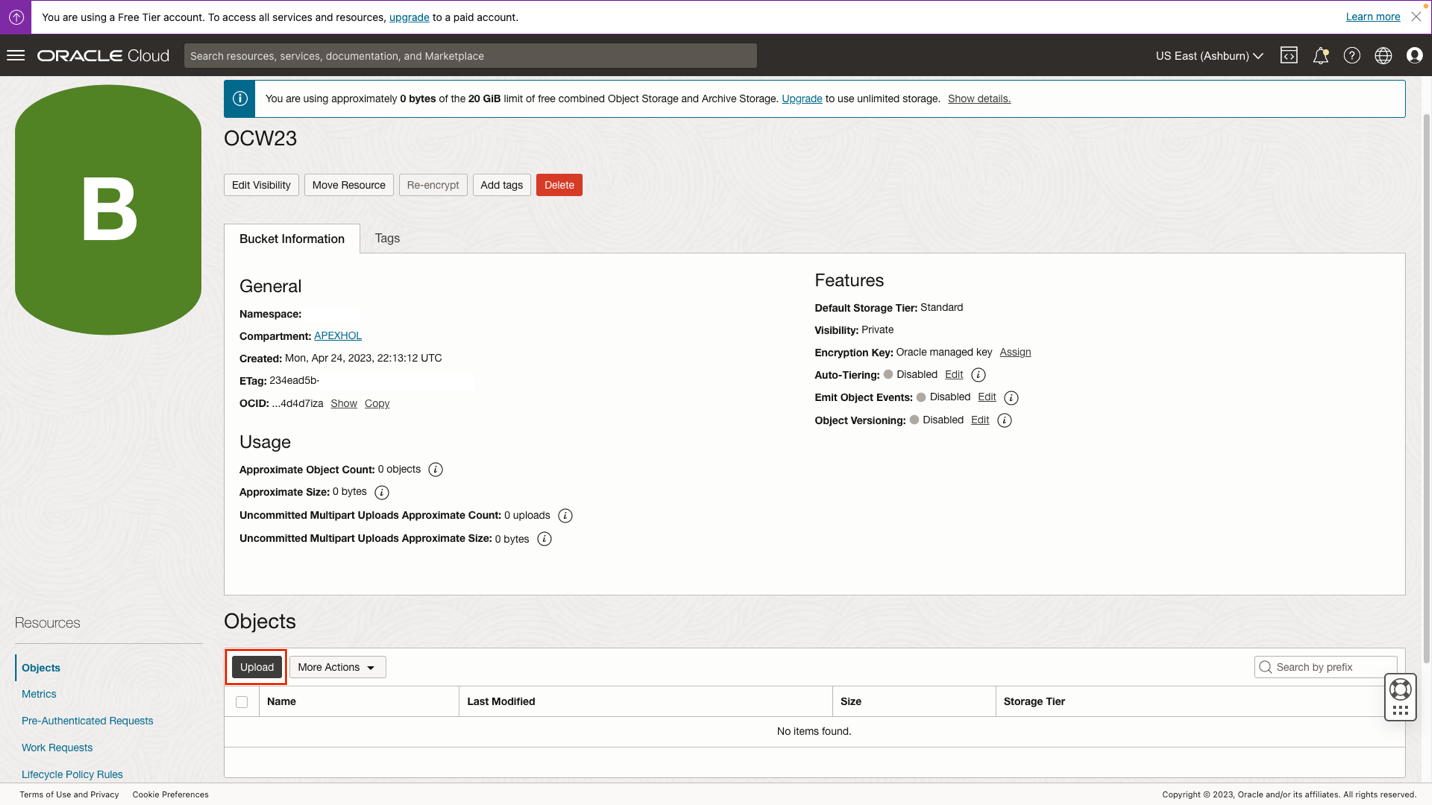 You are using a Free Tier account. To access all services and resources, upgrade to a paid account.
Learn more
ORACLE Cloud
Search resources, services, documentation, and Marketplace
US East (Ashburn)
You are using approximately 0 bytes of the 20 GiB limit of free combined Object Storage and Archive Storage. Upgrade to use unlimited storage. Show details.
B
OCW23
Edit Visibility
Move Resource
Re-encrypt
Add tags
Delete
Bucket Information
Tags
General
Namespace:
Compartment: APEXHOL
Created: Mon, Apr 24, 2023, 22:13:12 UTC
ETag: 234ead5b-
OCID: ...4d4d7iza Show Copy
Usage
Approximate Object Count: 0 objects
Approximate Size: 0 bytes
Uncommitted Multipart Uploads Approximate Count: 0 uploads
Uncommitted Multipart Uploads Approximate Size: 0 bytes
Features
Default Storage Tier: Standard
Visibility: Private
Encryption Key: Oracle managed key Assign
Auto-Tiering: Disabled Edit
Emit Object Events: Disabled Edit
Object Versioning: Disabled Edit
Resources
Objects
Metrics
Pre-Authenticated Requests
Work Requests
Lifecycle Policy Rules
Objects
Upload
More Actions
Search by prefix
Name
Last Modified
Size
Storage Tier
No items found.
Terms of Use and Privacy
Cookie Preferences
Copyright © 2023, Oracle and/or its affiliates. All rights reserved.